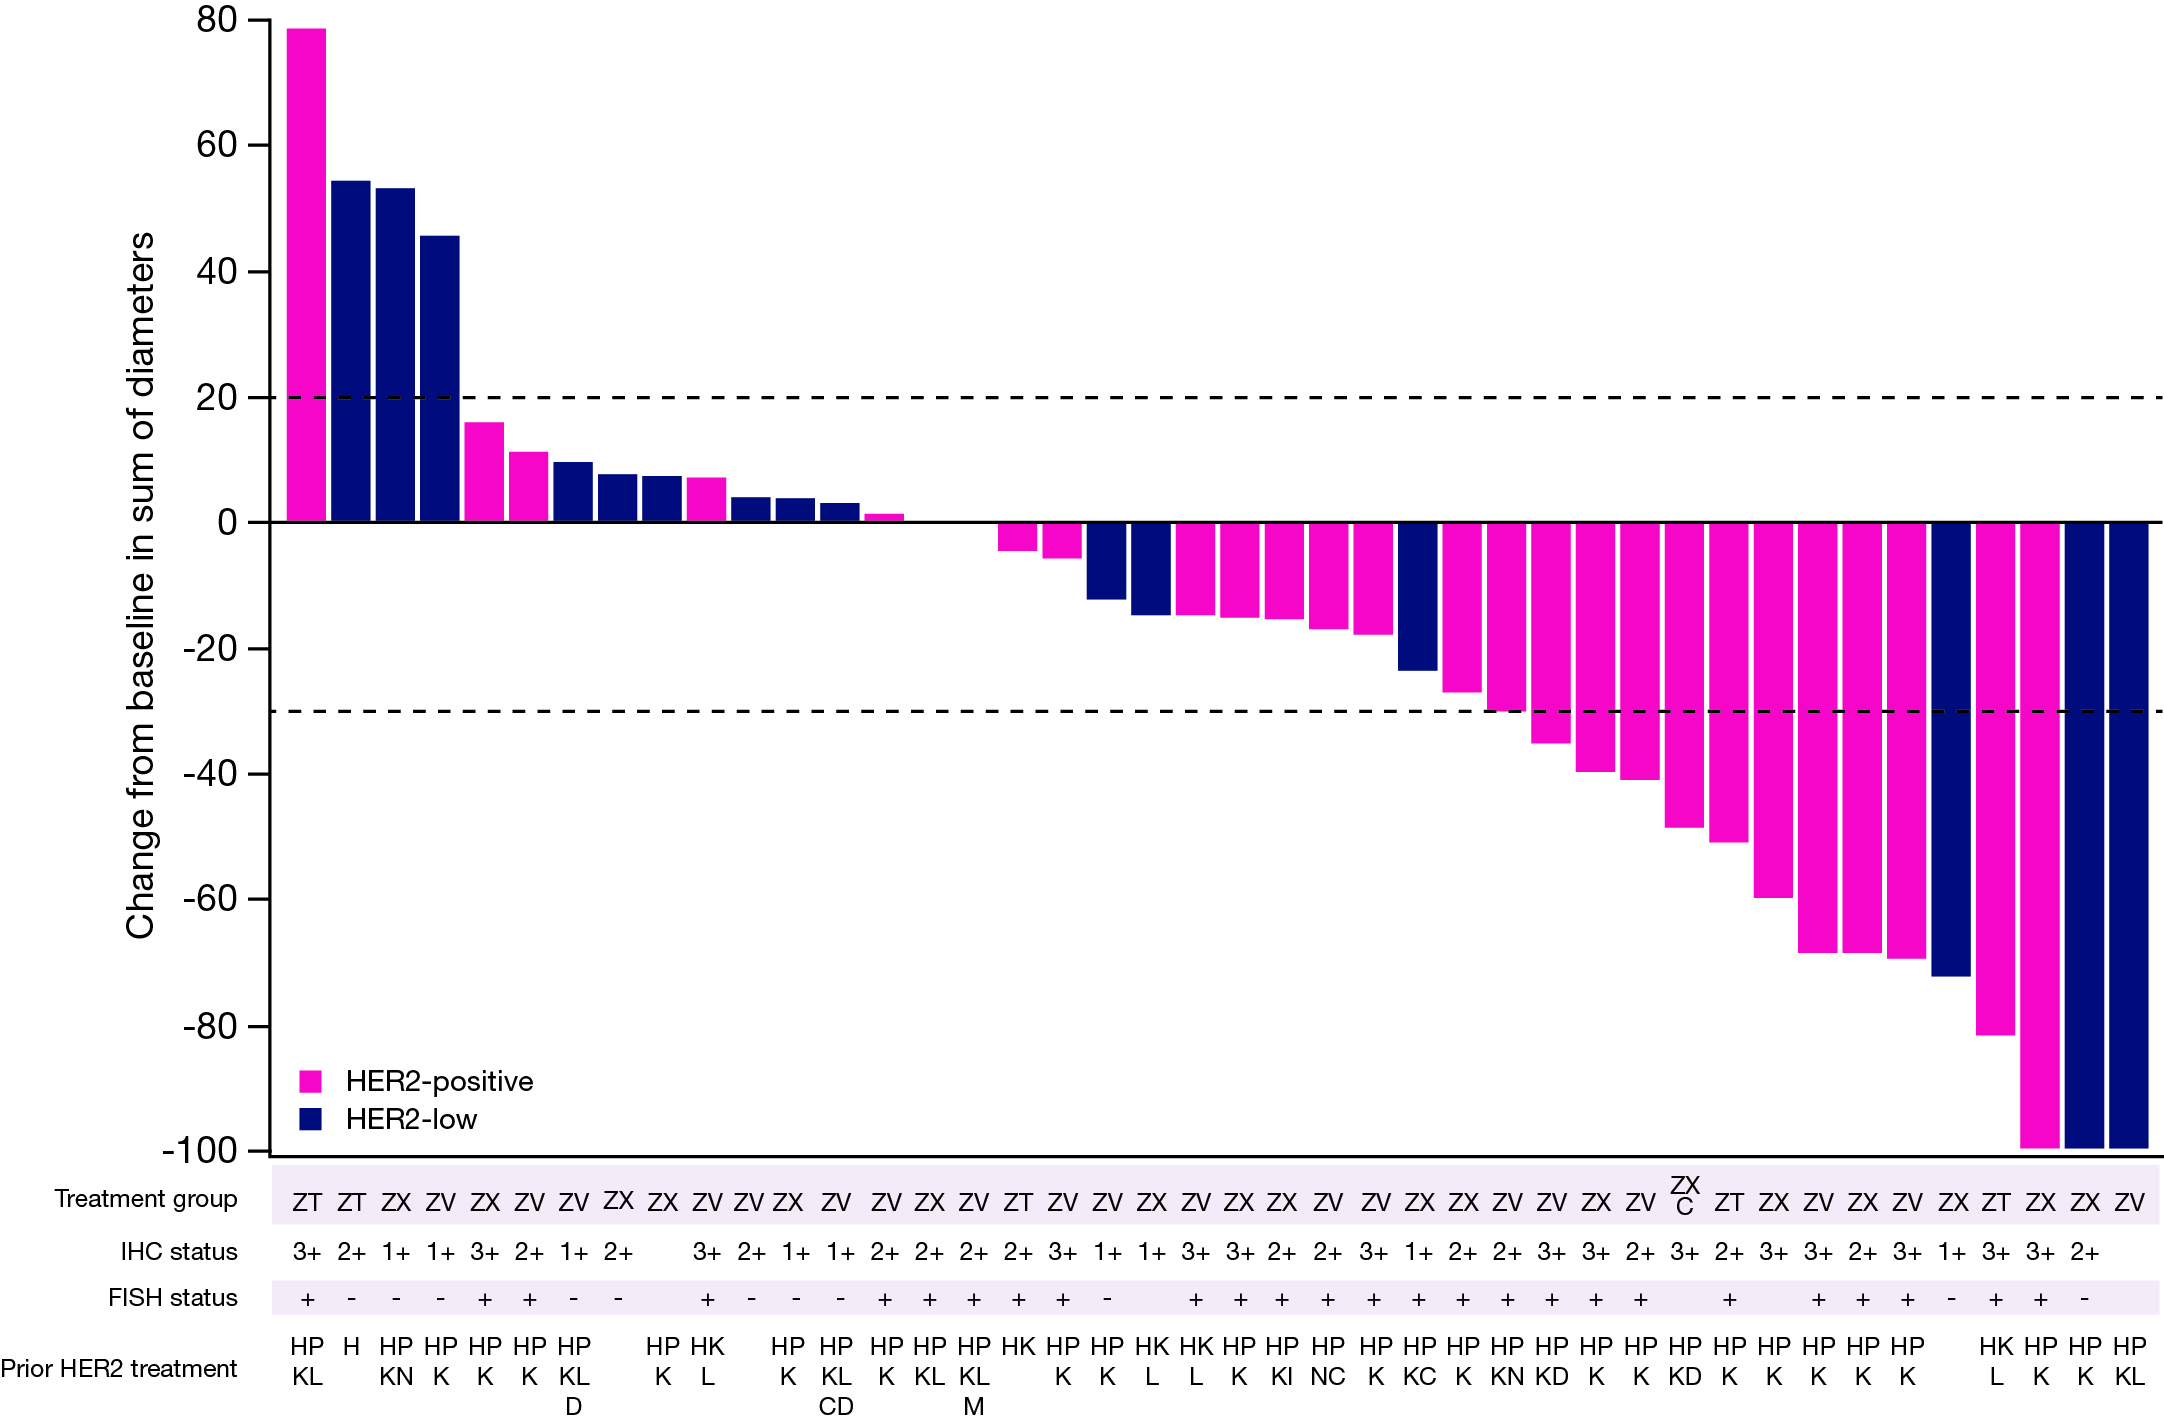 80
60
40
20
0
-20
-40
-60
-80
-100
Change from baseline in sum of diameters
HER2-positive
HER2-low
Treatment group ZT ZT ZX ZV ZX ZV ZV ZX ZX ZV ZV ZX ZV ZV ZX ZV ZT ZV ZV ZX ZV ZX ZX ZV ZV ZX ZX ZV ZV ZX ZV ZX C ZT ZX ZV ZX ZV ZX ZT ZX ZX ZV
IHC status 3+ 2+ 1+ 1+ 3+ 2+ 1+ 2+ 3+ 2+ 1+ 1+ 2+ 2+ 2+ 2+ 3+ 1+ 1+ 3+ 3+ 2+ 2+ 3+ 1+ 2+ 2+ 3+ 3+ 2+ 3+ 2+ 3+ 3+ 2+ 3+ 1+ 3+ 3+ 2+
FISH status + - - - + + - - + - - - + + + + + - + + + + + + + + + + + + + + + - + + -
HP H HP HP HP HP HP HP HK HP HP HP HP HP HK HP HP HK HK HP HP HP HP HP HP HP HP HP HP HP HP HP HP HP HP HK HP HP HP
Prior HER2 treatment
KL KN K K K KL K L K KL K KL KL K K L L K KI NC K KC K KN KD K K KD K K K K K L K K KL
D CD M